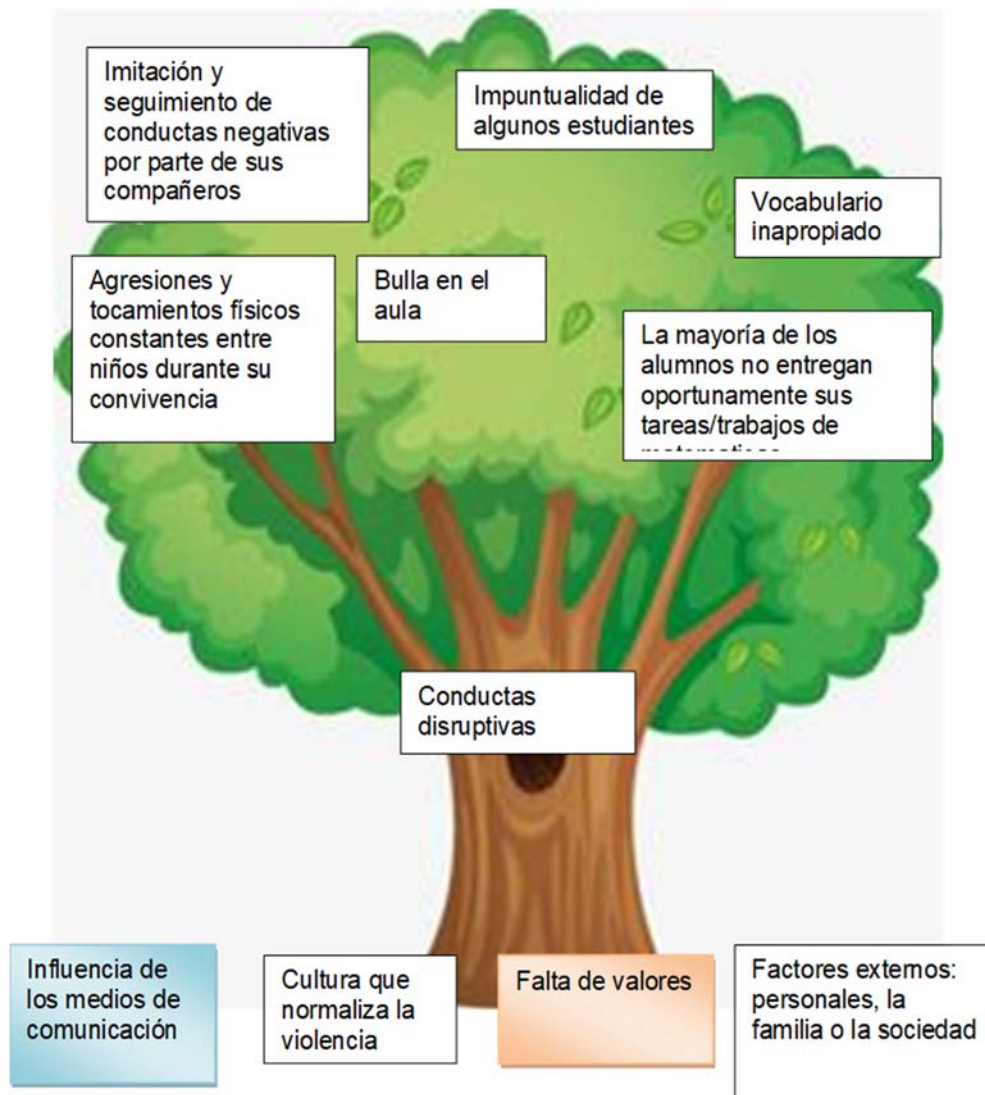 Imitación y
seguimiento de
conductas negativas
por parte de sus
compañeros
Impuntualidad de
algunos estudiantes
Vocabulario
inapropiado
Agresiones y
tocamientos físicos
constantes entre
niños durante su
convivencia
Bulla en el
aula
La mayoría de los
alumnos no entregan
oportunamente sus
tareas/trabajos de
Conductas
disruptivas
Influencia de
los medios de
comunicación
Cultura que
normaliza la
violencia
Falta de valores
Factores externos:
personales, la
familia o la sociedad